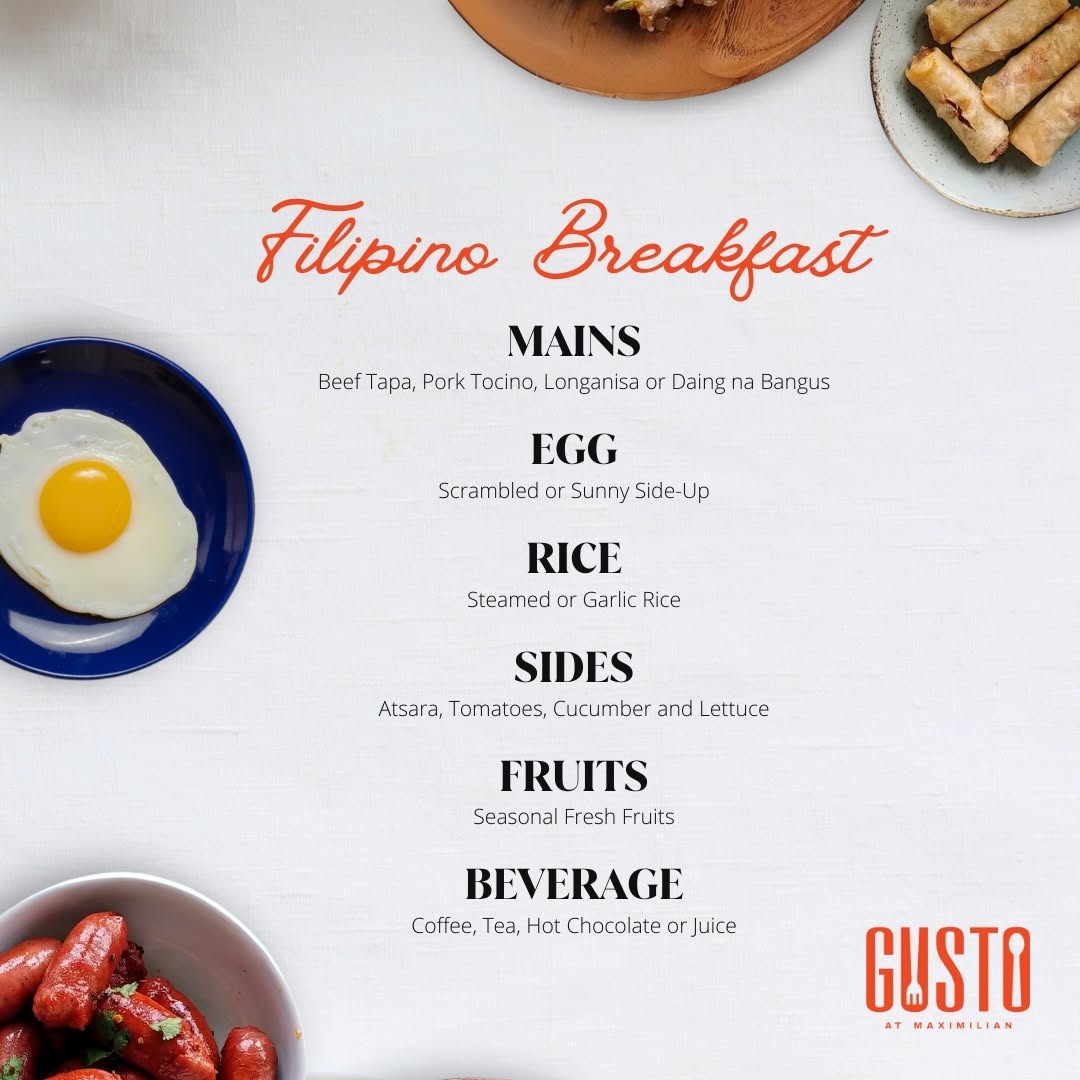 Filipino Breakfast
MAINS
Beef Tapa, Pork Tocino, Longanisa or Daing na Bangus
EGG
Scrambled or Sunny Side-Up
RICE
Steamed or Garlic Rice
SIDES
Atsara, Tomatoes, Cucumber and Lettuce
FRUITS
Seasonal Fresh Fruits
BEVERAGE
Coffee, Tea, Hot Chocolate or Juice
GUSTO
AT MAXIMILIAN